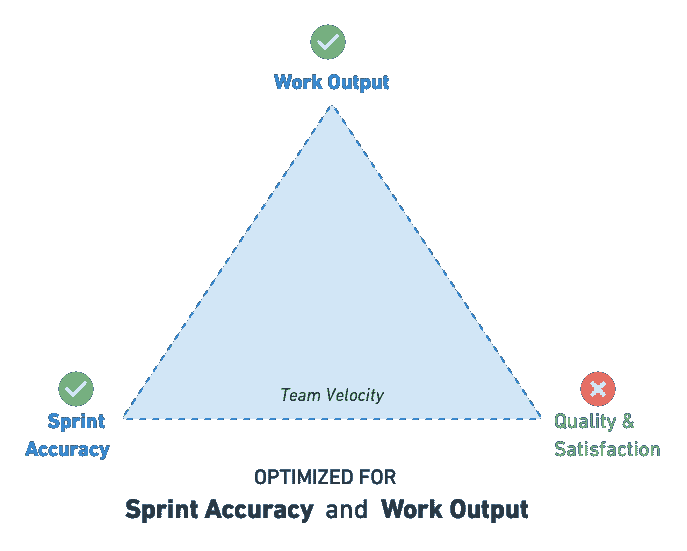 Work Output
Team Velocity
Sprint
Accuracy
Quality &
Satisfaction
OPTIMIZED FOR
Sprint Accuracy and Work Output